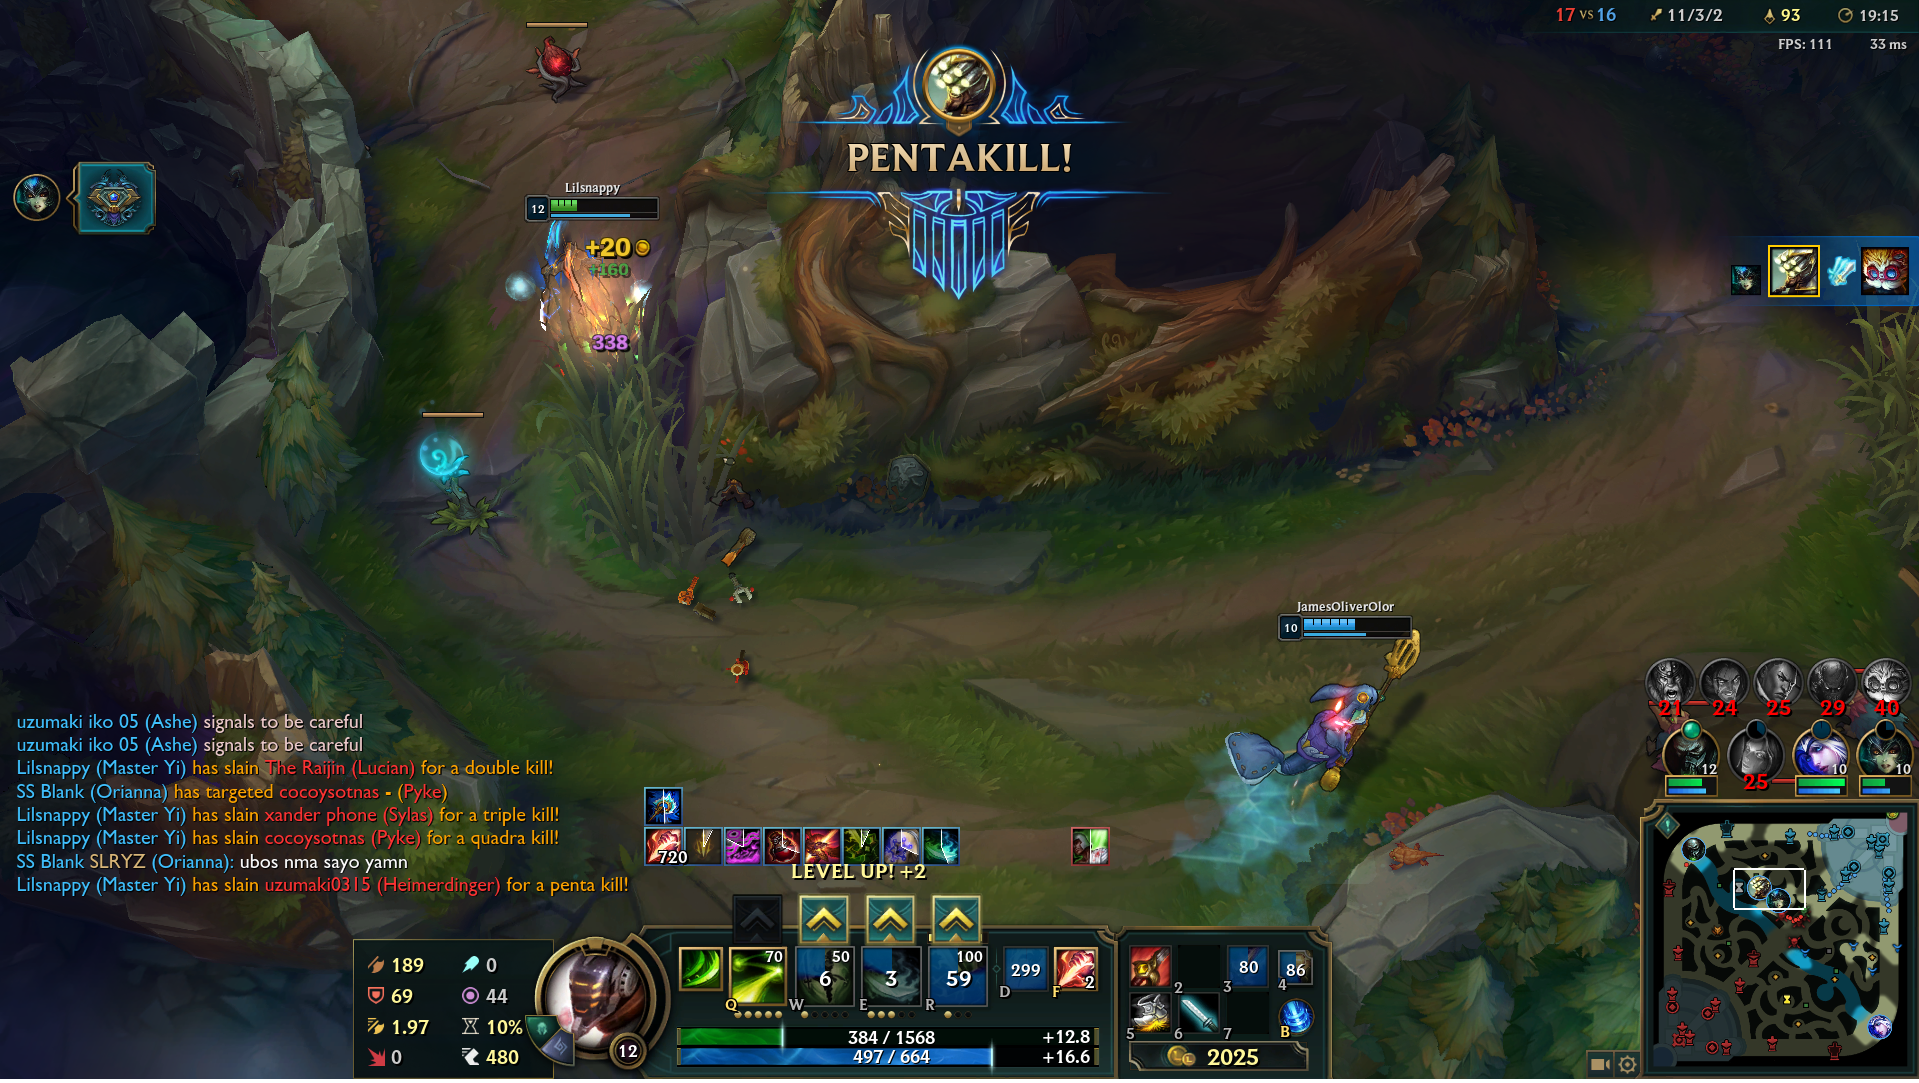 17 vs 16 11/3/2 93 19:15
FPS: 111 33 ms
PENTAKILL!
Lilsnappy
12
+20
+160
338
JamesOliverOlor
10
21 24 25 29 40
12 10 10
25
uzumaki iko 05 (Ashe) signals to be careful
uzumaki iko 05 (Ashe) signals to be careful
Lilsnappy (Master Yi) has slain The Raijin (Lucian) for a double kill!
SS Blank (Orianna) has targeted cocoysotnas - (Pyke)
Lilsnappy (Master Yi) has slain xander phone (Sylas) for a triple kill!
Lilsnappy (Master Yi) has slain cocoysotnas (Pyke) for a quadra kill!
SS Blank SLRYZ (Orianna): ubos nma sayo yamn
Lilsnappy (Master Yi) has slain uzumaki0315 (Heimerdinger) for a penta kill!
720
LEVEL UP! +2
189 0
69 44
1.97 10%
0 480
12
70 50 100
6 3 59 299 2
Q W E R D F
384 / 1568 +12.8
497 / 664 +16.6
80 86
2 3 4
5 6 7 B
2025